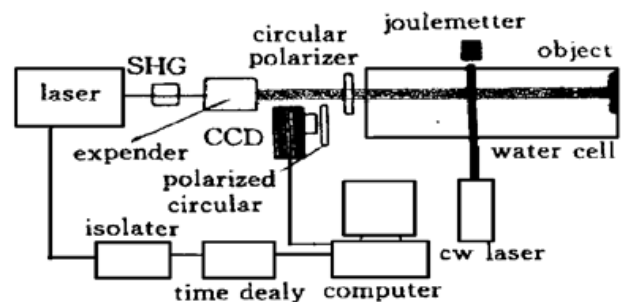 joulemetter
circular
polarizer
object
SHG
laser
CCD
expender
water cell
polarized
circular
isolater
cw laser
time dealy
computer